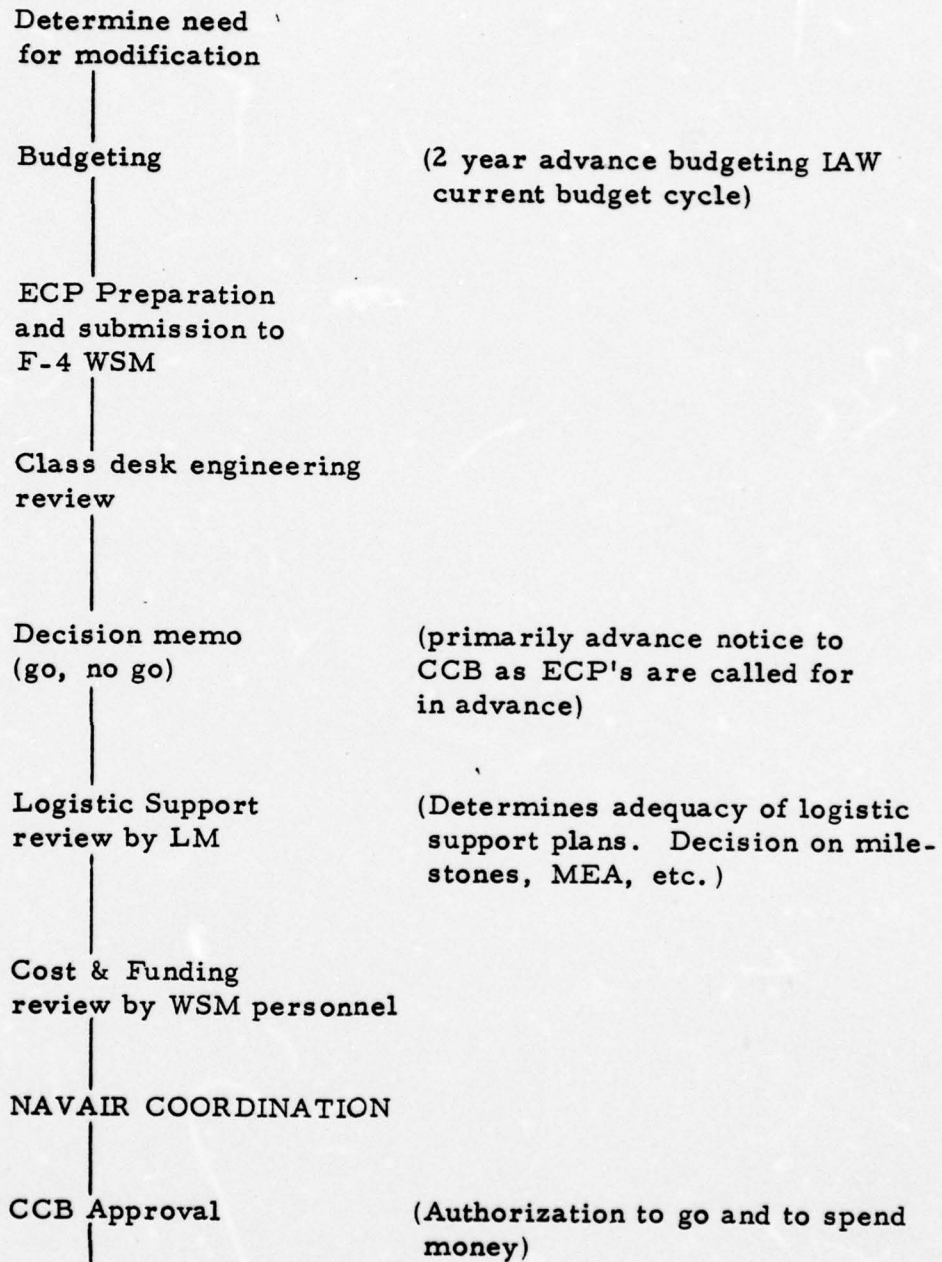 Determine need
for modification
Budgeting
(2 year advance budgeting IAW
current budget cycle)
ECP Preparation
and submission to
F-4 WSM
Class desk engineering
review
Decision memo
(go, no go)
(primarily advance notice to
CCB as ECP's are called for
in advance)
Logistic Support
review by LM
(Determines adequacy of logistic
support plans. Decision on mile-
stones, MEA, etc.)
Cost & Funding
review by WSM personnel
NAVAIR COORDINATION
CCB Approval
(Authorization to go and to spend
money)